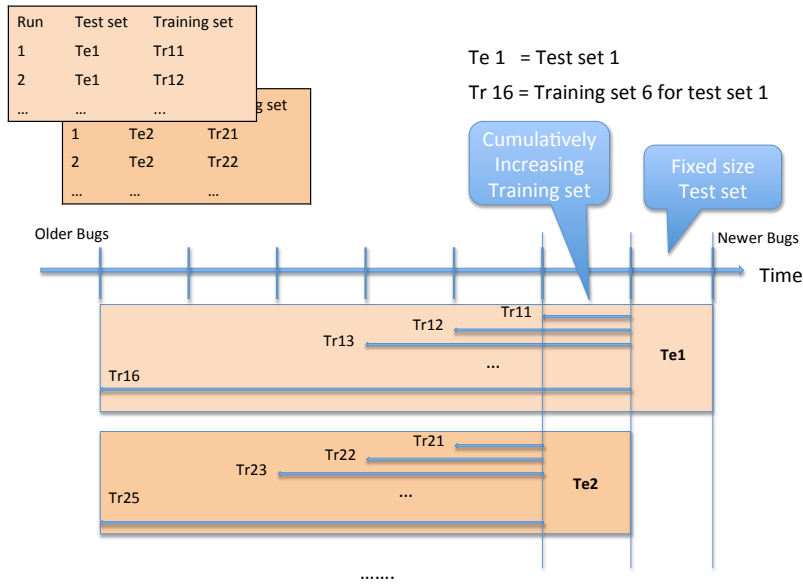 Run Test set Training set
1 Te1 Tr11
2 Te1 Tr12
... ... ...
g set
1 Te2 Tr21
2 Te2 Tr22
... ... ...
Te 1 = Test set 1
Tr 16 = Training set 6 for test set 1
Cumulatively
Increasing
Training set
Fixed size
Test set
Older Bugs
Newer Bugs
Time
Tr11
Tr12
Tr13
...
Te1
Tr16
Tr21
Tr22
Tr23
...
Te2
Tr25
.......